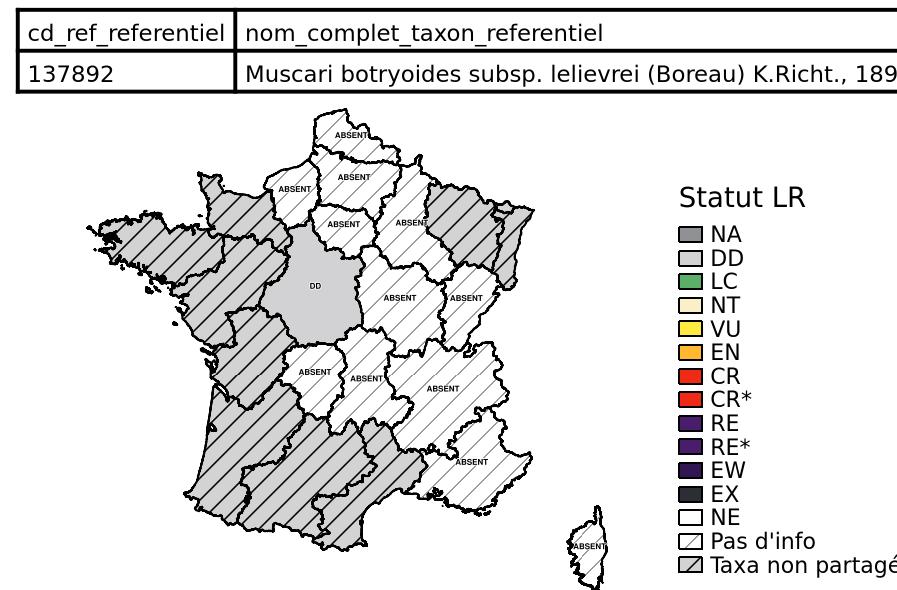 cd_ref_referentiel nom_complet_taxon_referentiel
137892 Muscari botryoides subsp. lelievrei (Boreau) K.Richt., 189
ABSENT
ABSENT
ABSENT
ABSENT
ABSENT
DD
ABSENT
ABSENT
ABSENT
ABSENT
ABSENT
ABSENT
ABSENT
Statut LR
NA
DD
LC
NT
VU
EN
CR
CR*
RE
RE*
EW
EX
NE
Pas d'info
Taxa non partagé